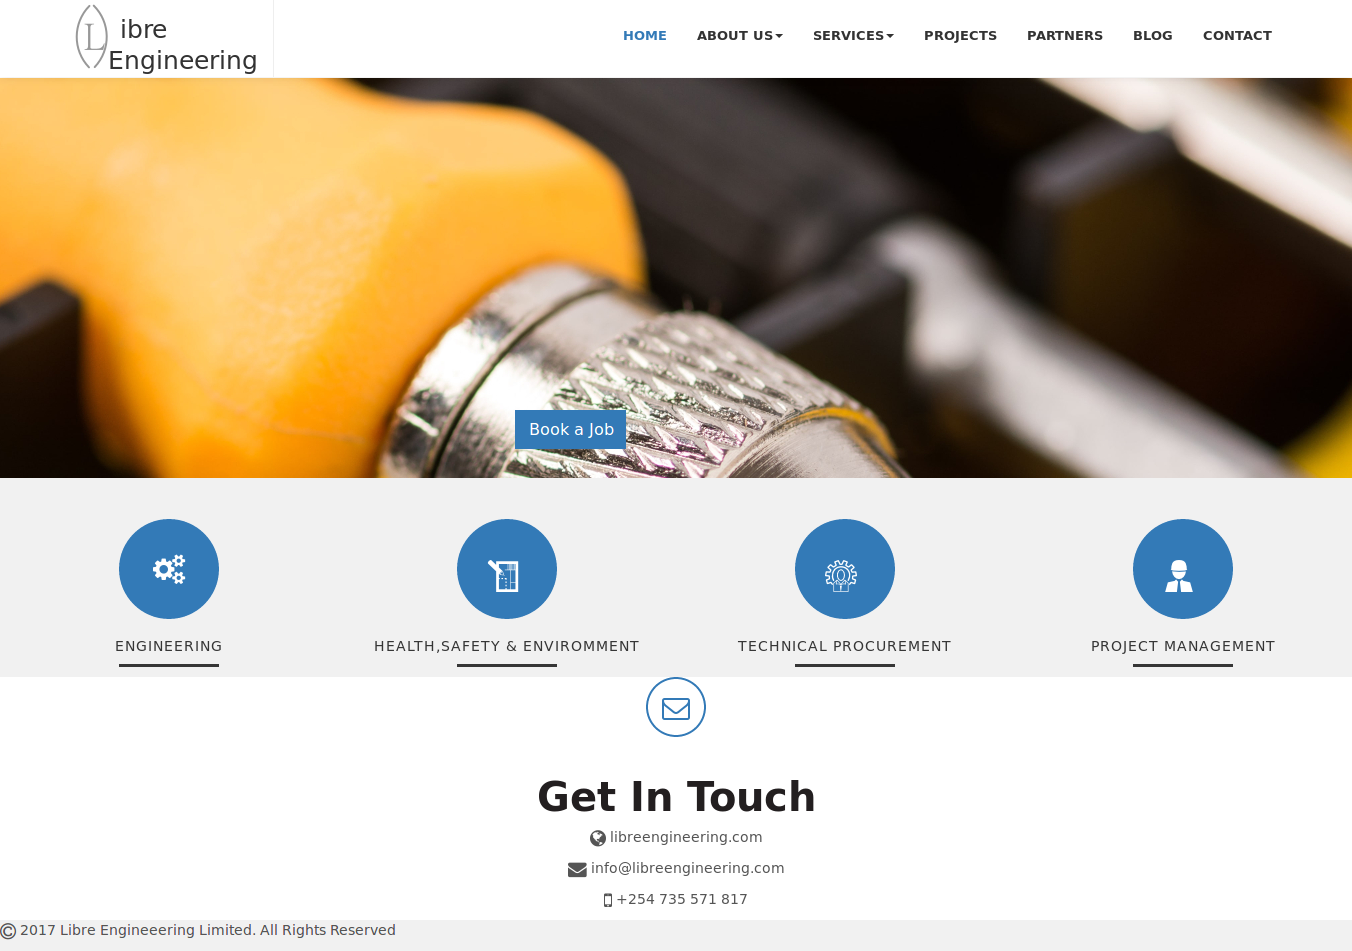 L ibre
Engineering
HOME ABOUT US SERVICES PROJECTS PARTNERS BLOG CONTACT
Book a Job
ENGINEERING HEALTH,SAFETY & ENVIROMMENT TECHNICAL PROCUREMENT PROJECT MANAGEMENT
Get In Touch
libreengineering.com
info@libreengineering.com
+254 735 571 817
© 2017 Libre Engineeering Limited. All Rights Reserved